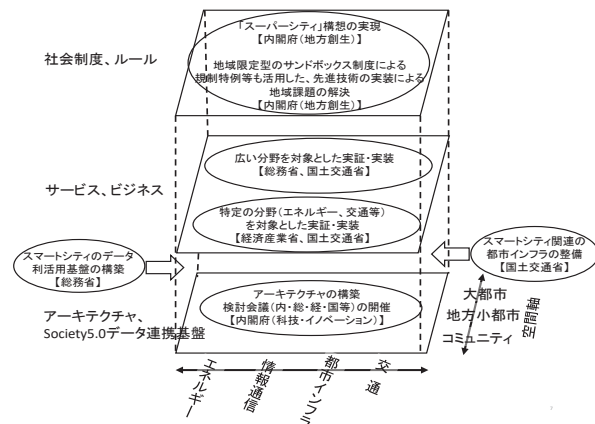 「スーパーシティ」構想の実現
【内閣府(地方創生)】
地域限定型のサンドボックス制度による
規制特例等も活用した、先進技術の実装による
地域課題の解決
【内閣府(地方創生)】
社会制度、ルール
広い分野を対象とした実証・実装
【総務省、国土交通省】
サービス、ビジネス
特定の分野(エネルギー、交通等)
を対象とした実証・実装
【経済産業省、国土交通省】
スマートシティのデータ
利活用基盤の構築
【総務省】
スマートシティ関連の
都市インフラの整備
【国土交通省】
アーキテクチャの構築
検討会議(内・総・経・国等)の開催
【内閣府(科技・イノベーション)】
アーキテクチャ、
Society5.0データ連携基盤
大都市
地方小都市
コミュニティ
空間軸
エネルギー
情報通信
都市インフラ
交通
7